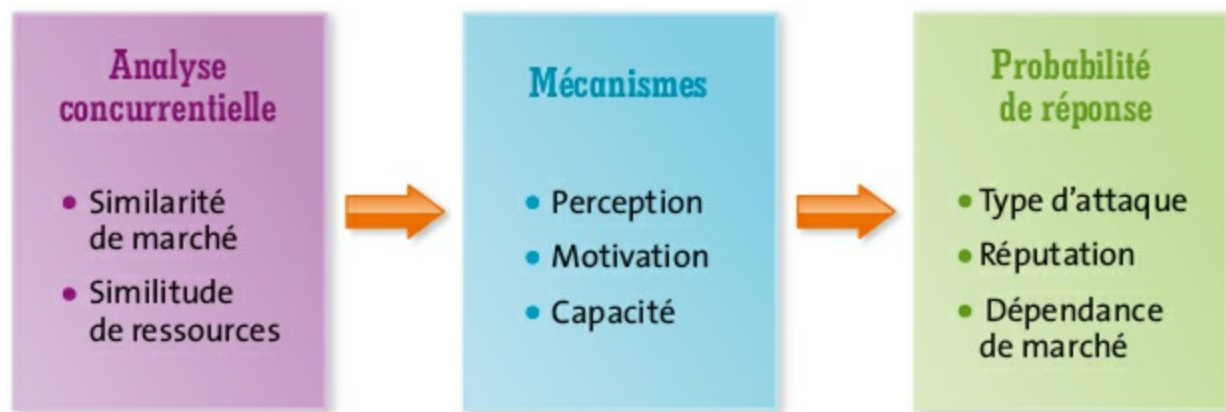 Analyse
concurrentielle
• Similarité
de marché
• Similitude
de ressources
Mécanismes
• Perception
• Motivation
• Capacité
Probabilité
de réponse
• Type d'attaque
• Réputation
• Dépendance
de marché